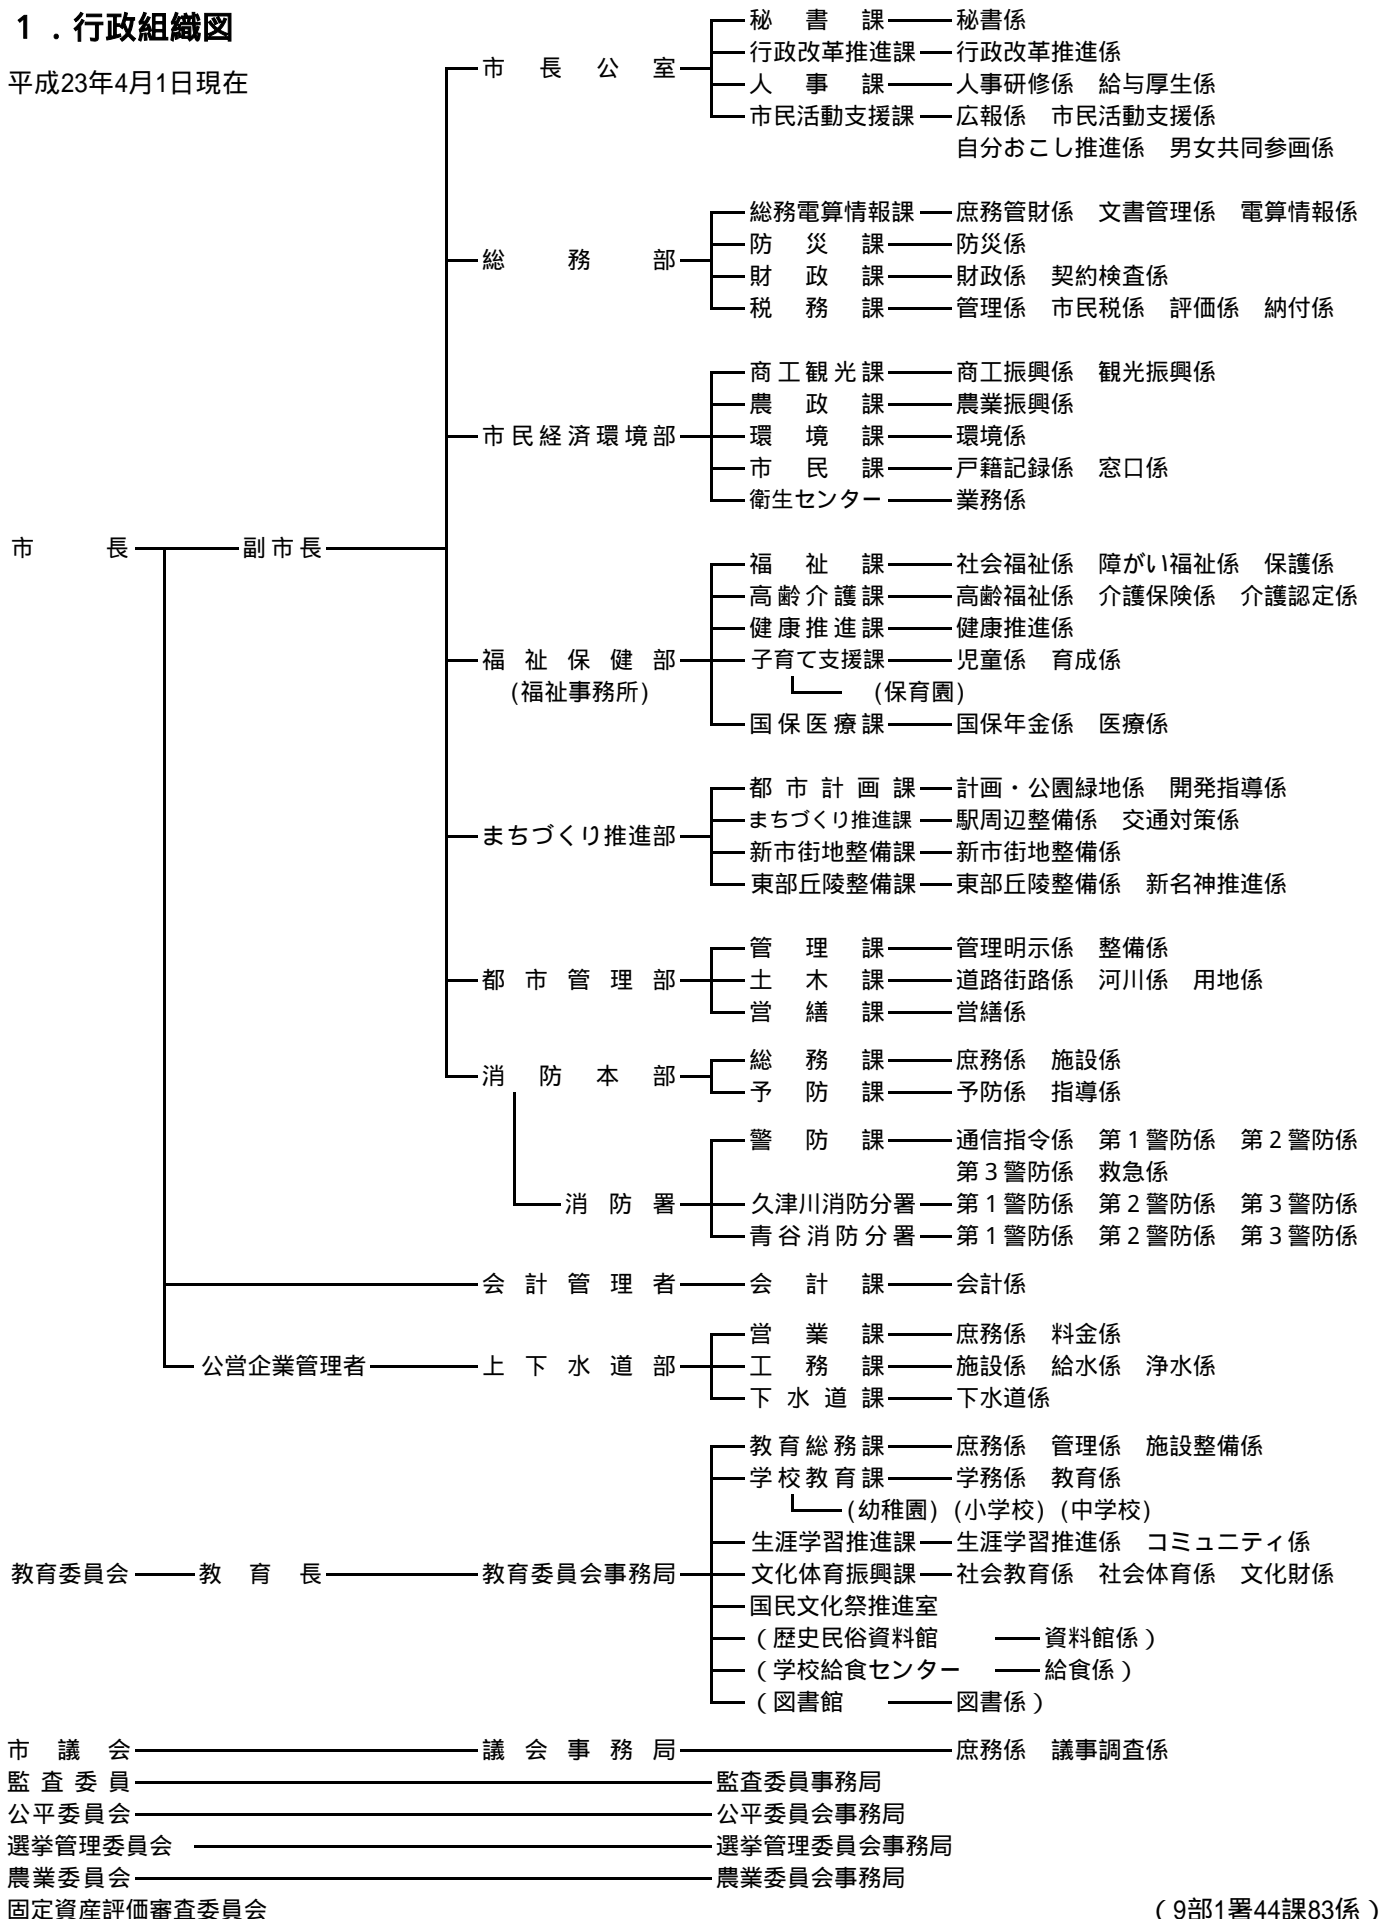 1．行政組織図
平成23年4月1日現在
秘書課 秘書係
行政改革推進課 行政改革推進係
市長公室
人事課 人事研修係 給与厚生係
市民活動支援課 広報係 市民活動支援係
自分おこし推進係 男女共同参画係
総務電算情報課 庶務管財係 文書管理係 電算情報係
防災課 防災係
総務部
財政課 財政係 契約検査係
税務課 管理係 市民税係 評価係 納付係
商工観光課 商工振興係 観光振興係
農政課 農業振興係
市民経済環境部 環境課 環境係
市民課 戸籍記録係 窓口係
衛生センター 業務係
市長 副市長
福祉課 社会福祉係 障がい福祉係 保護係
高齢介護課 高齢福祉係 介護保険係 介護認定係
健康推進課 健康推進係
福祉保健部 子育て支援課 児童係 育成係
(福祉事務所) (保育園)
国保医療課 国保年金係 医療係
都市計画課 計画・公園緑地係 開発指導係
まちづくり推進課 駅周辺整備係 交通対策係
まちづくり推進部
新市街地整備課 新市街地整備係
東部丘陵整備課 東部丘陵整備係 新名神推進係
管理課 管理明示係 整備係
都市管理部 土木課 道路街路係 河川係 用地係
営繕課 営繕係
総務課 庶務係 施設係
消防本部
予防課 予防係 指導係
警防課 通信指令係 第1警防係 第2警防係
第3警防係 救急係
消防署 久津川消防分署 第1警防係 第2警防係 第3警防係
青谷消防分署 第1警防係 第2警防係 第3警防係
会計管理者 会計課 会計係
営業課 庶務係 料金係
公営企業管理者 上下水道部 工務課 施設係 給水係 浄水係
下水道課 下水道係
教育総務課 庶務係 管理係 施設整備係
学校教育課 学務係 教育係
(幼稚園) (小学校) (中学校)
生涯学習推進課 生涯学習推進係 コミュニティ係
教育委員会 教育長 教育委員会事務局 文化体育振興課 社会教育係 社会体育係 文化財係
国民文化祭推進室
(歴史民俗資料館 資料館係)
(学校給食センター 給食係)
(図書館 図書係)
市議会 議会事務局 庶務係 議事調査係
監査委員 監査委員事務局
公平委員会 公平委員会事務局
選挙管理委員会 選挙管理委員会事務局
農業委員会 農業委員会事務局
固定資産評価審査委員会 (9部1署44課83係)